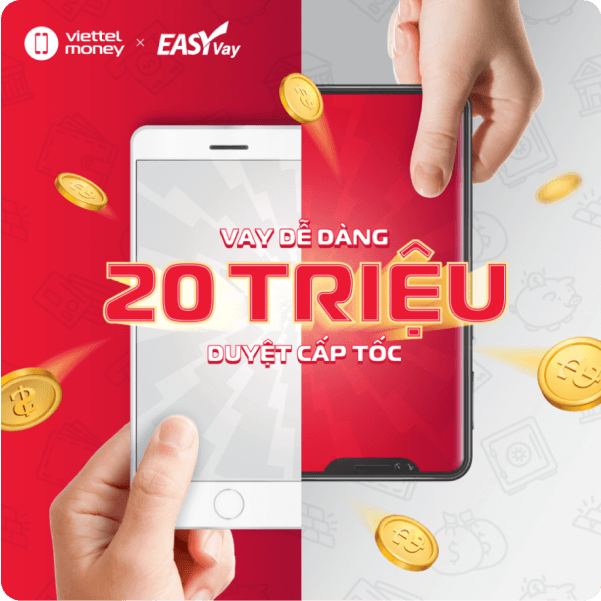 viettel money × EASY Vay
VAY DỄ DÀNG
20 TRIỆU
DUYỆT CẤP TỐC